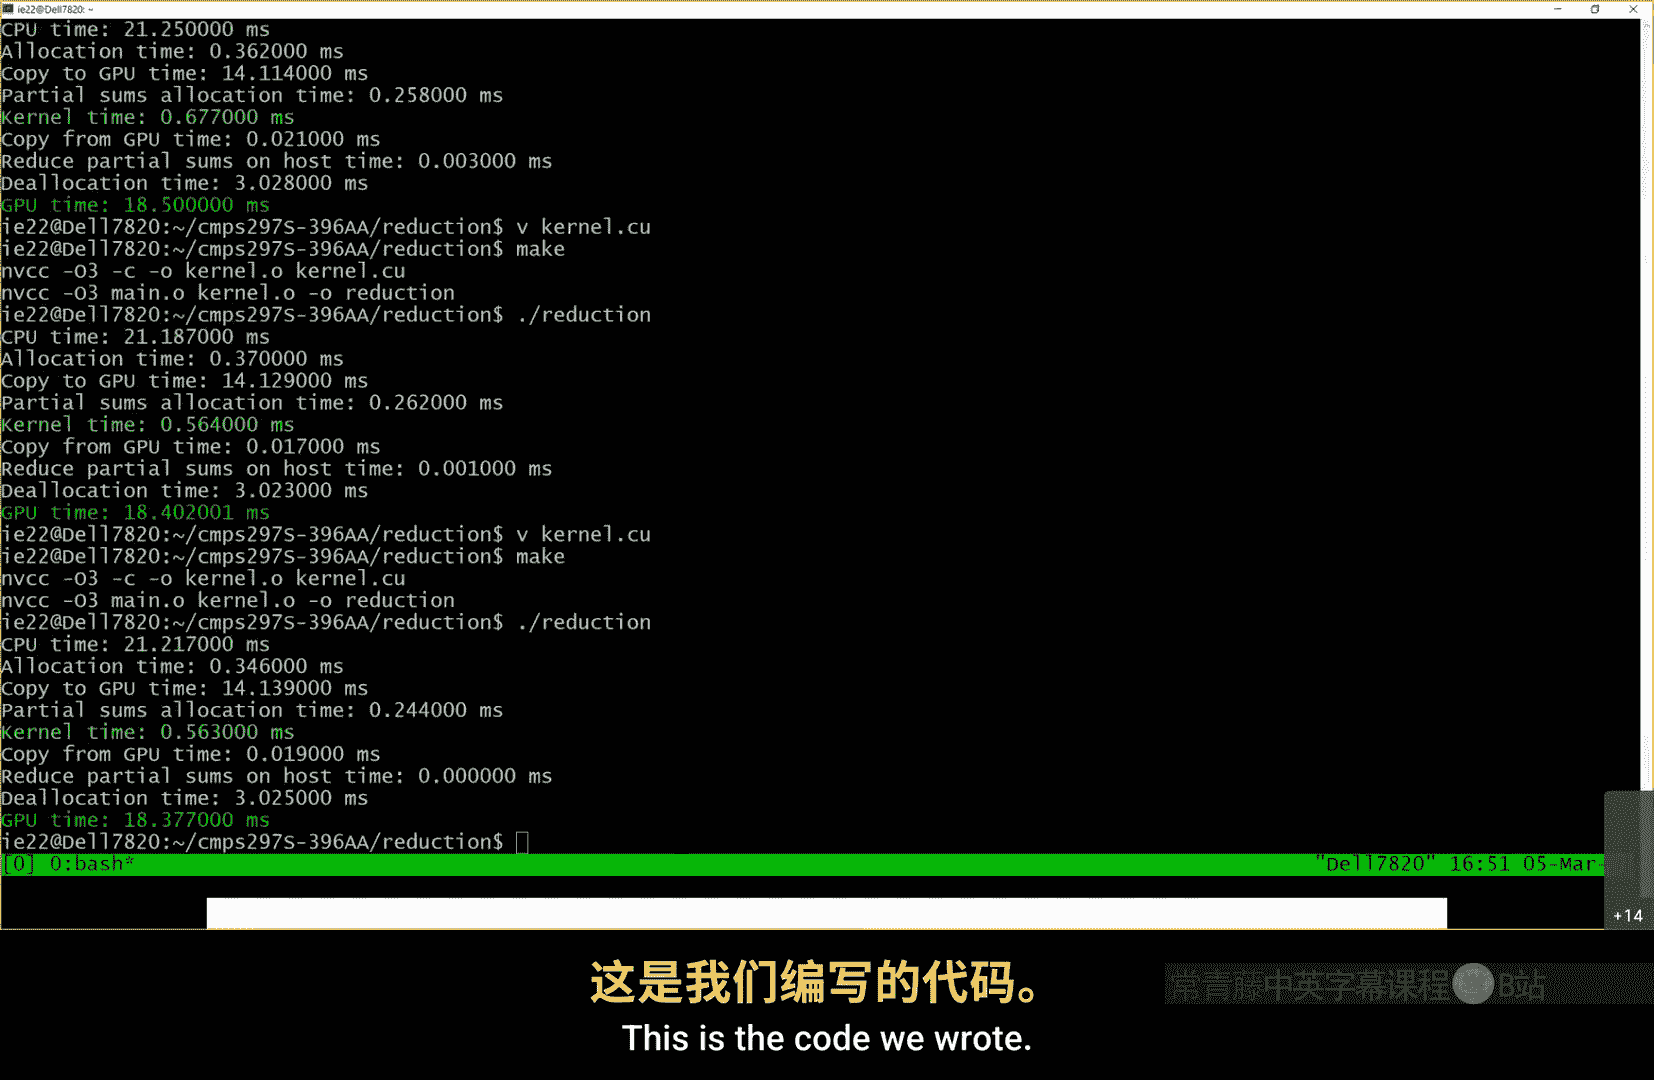 ie22@Dell7820: ~
CPU time: 21.250000 ms
Allocation time: 0.362000 ms
Copy to GPU time: 14.114000 ms
Partial sums allocation time: 0.258000 ms
Kernel time: 0.677000 ms
Copy from GPU time: 0.021000 ms
Reduce partial sums on host time: 0.003000 ms
Deallocation time: 3.028000 ms
GPU time: 18.500000 ms
ie22@Dell7820:~/cmps297S-396AA/reduction$ v kernel.cu
ie22@Dell7820:~/cmps297S-396AA/reduction$ make
nvcc -O3 -c -o kernel.o kernel.cu
nvcc -O3 main.o kernel.o -o reduction
ie22@Dell7820:~/cmps297S-396AA/reduction$ ./reduction
CPU time: 21.187000 ms
Allocation time: 0.370000 ms
Copy to GPU time: 14.129000 ms
Partial sums allocation time: 0.262000 ms
Kernel time: 0.564000 ms
Copy from GPU time: 0.017000 ms
Reduce partial sums on host time: 0.001000 ms
Deallocation time: 3.023000 ms
GPU time: 18.402001 ms
ie22@Dell7820:~/cmps297S-396AA/reduction$ v kernel.cu
ie22@Dell7820:~/cmps297S-396AA/reduction$ make
nvcc -O3 -c -o kernel.o kernel.cu
nvcc -O3 main.o kernel.o -o reduction
ie22@Dell7820:~/cmps297S-396AA/reduction$ ./reduction
CPU time: 21.217000 ms
Allocation time: 0.346000 ms
Copy to GPU time: 14.139000 ms
Partial sums allocation time: 0.244000 ms
Kernel time: 0.563000 ms
Copy from GPU time: 0.019000 ms
Reduce partial sums on host time: 0.000000 ms
Deallocation time: 3.025000 ms
GPU time: 18.377000 ms
ie22@Dell7820:~/cmps297S-396AA/reduction$
[0] 0:bash* "Dell7820" 16:51 05-Mar-
+14
这是我们编写的代码。
常青藤中英字幕课程 B站
This is the code we wrote.